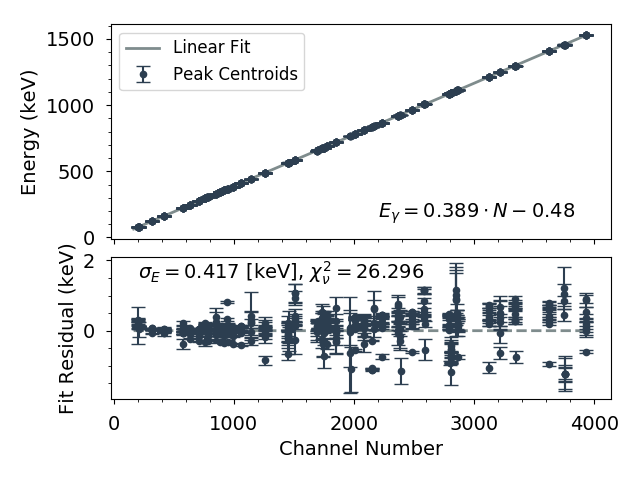 1500
1000
500
0
Energy (keV)
Linear Fit
Peak Centroids
E_γ = 0.389 · N − 0.48
2
0
Fit Residual (keV)
σ_E = 0.417 [keV], χ²_ν = 26.296
0 1000 2000 3000 4000
Channel Number